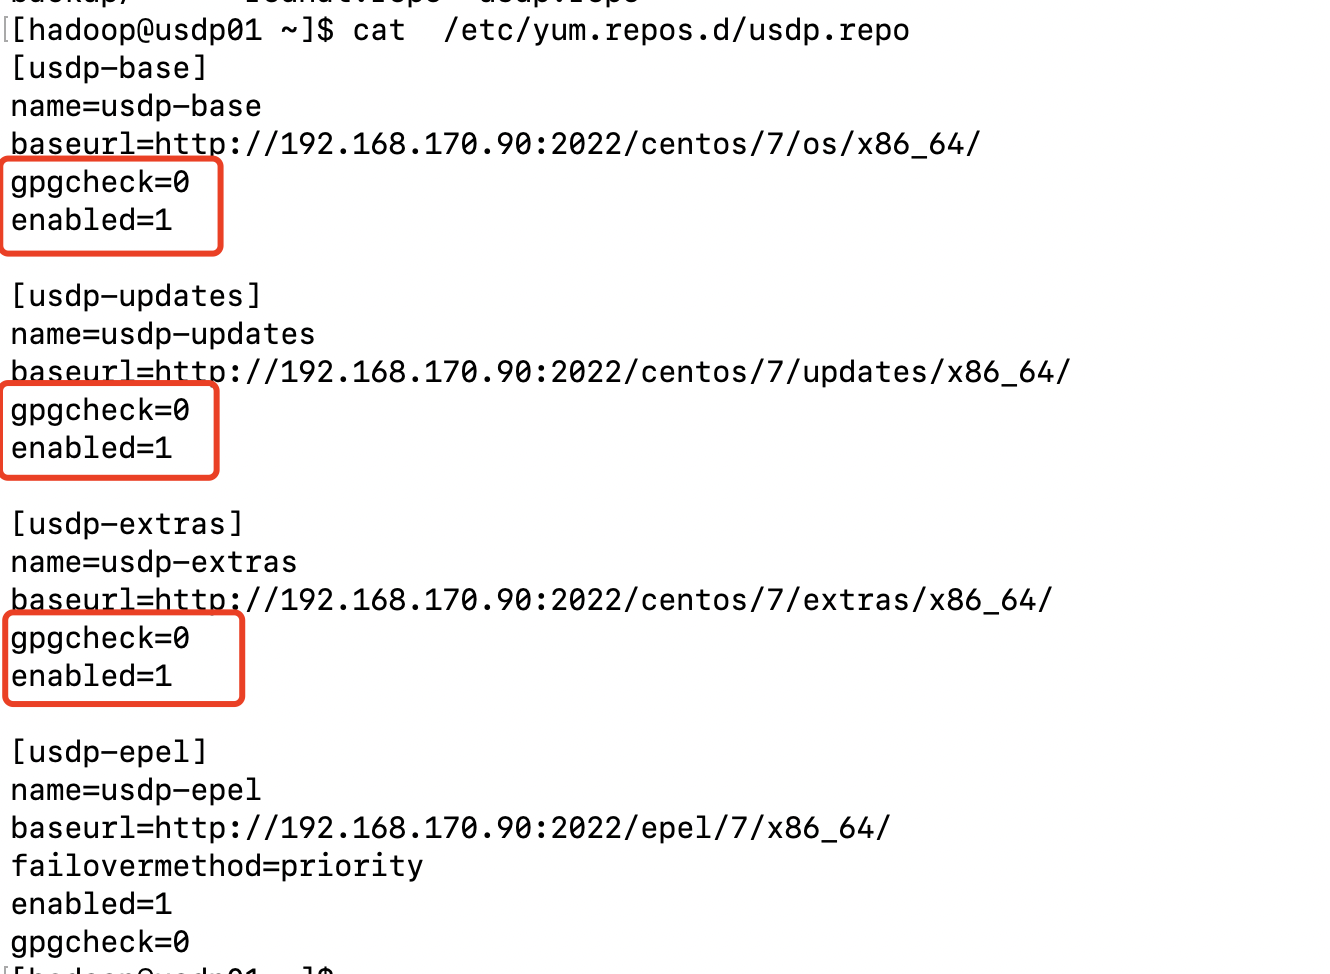 [hadoop@usdp01 ~]$ cat  /etc/yum.repos.d/usdp.repo
[usdp-base]
name=usdp-base
baseurl=http://192.168.170.90:2022/centos/7/os/x86_64/
gpgcheck=0
enabled=1
[usdp-updates]
name=usdp-updates
baseurl=http://192.168.170.90:2022/centos/7/updates/x86_64/
gpgcheck=0
enabled=1
[usdp-extras]
name=usdp-extras
baseurl=http://192.168.170.90:2022/centos/7/extras/x86_64/
gpgcheck=0
enabled=1
[usdp-epel]
name=usdp-epel
baseurl=http://192.168.170.90:2022/epel/7/x86_64/
failovermethod=priority
enabled=1
gpgcheck=0
[hadoop@usdp01 ~]$